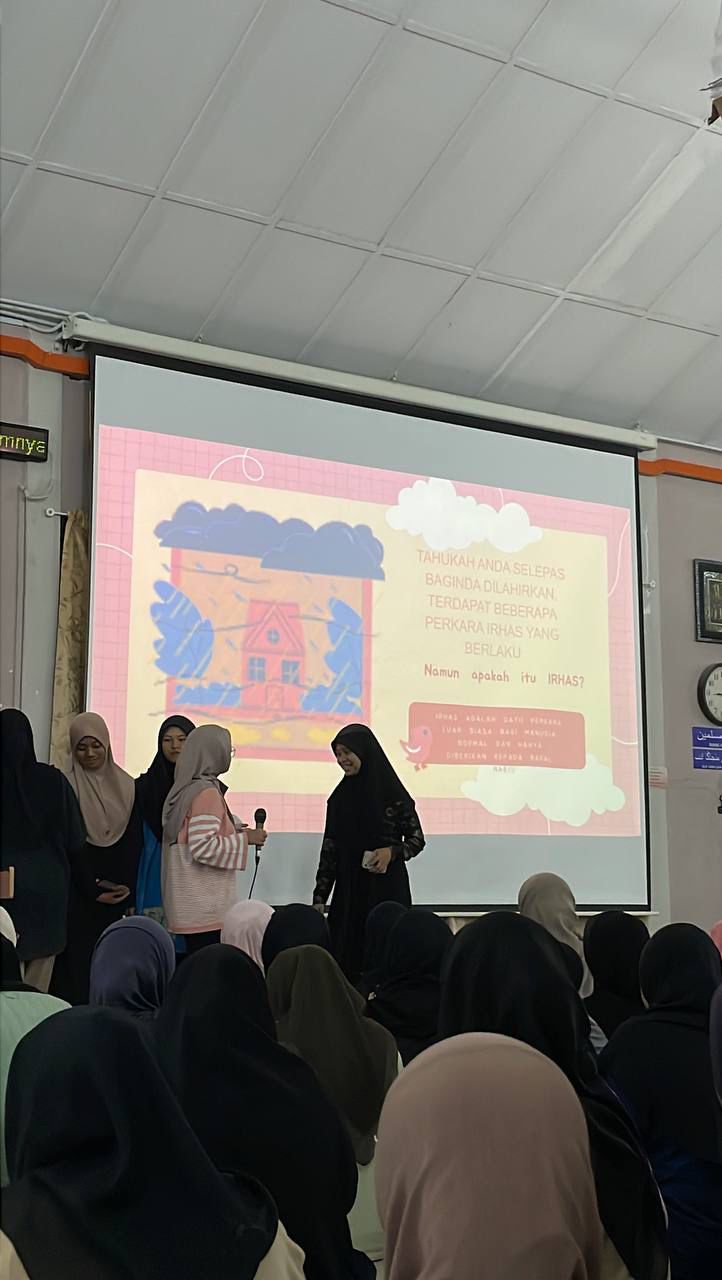 mnya
TAHUKAH ANDA SELEPAS
BAGINDA DILAHIRKAN,
TERDAPAT BEBERAPA
PERKARA IRHAS YANG
BERLAKU
Namun apakah itu IRHAS?
IRHAS ADALAH SATU PERKARA
LUAR BIASA BAGI MANUSIA
NORMAL DAN HANYA
DIBERIKAN KEPADA BAKAL